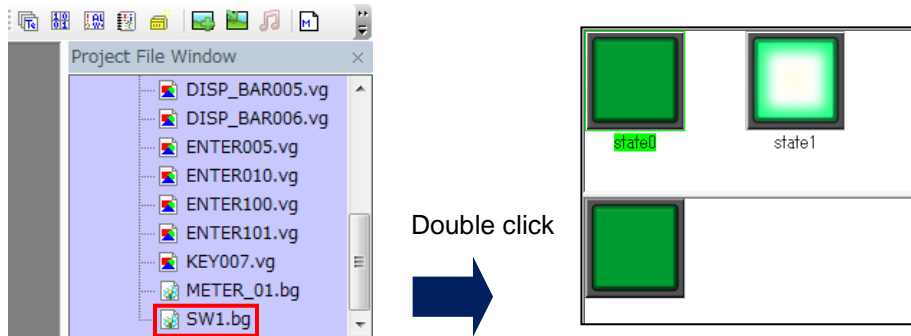 Project File Window
DISP_BAR005.vg
DISP_BAR006.vg
ENTER005.vg
ENTER010.vg
ENTER100.vg
ENTER101.vg
KEY007.vg
METER_01.bg
SW1.bg
Double click
state0
state1